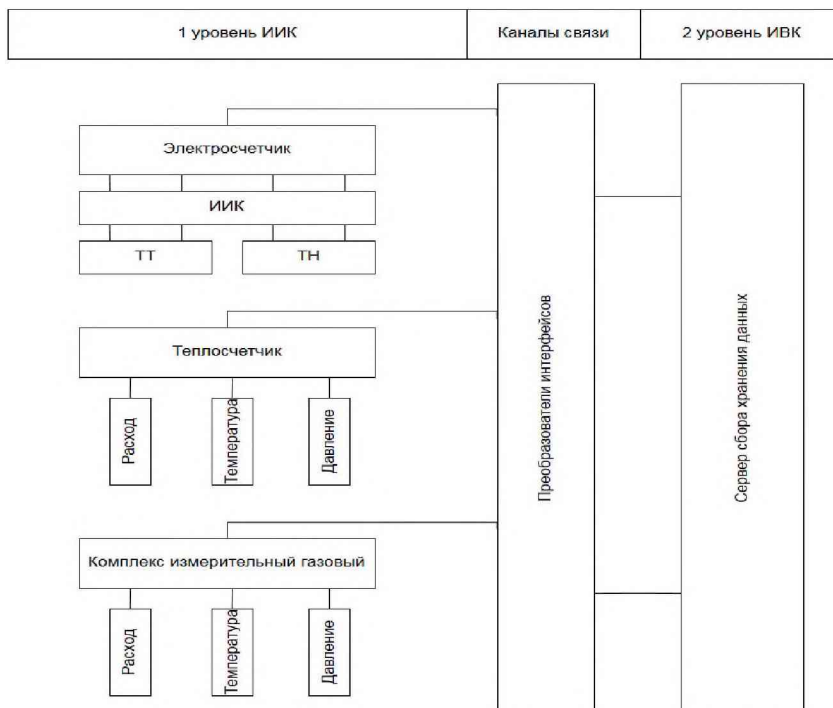 1 уровень ИИК
Каналы связи
2 уровень ИВК
Электросчетчик
ИИК
ТТ
ТН
Теплосчетчик
Расход
Температура
Давление
Комплекс измерительный газовый
Расход
Температура
Давление
Преобразователи интерфейсов
Сервер сбора хранения данных